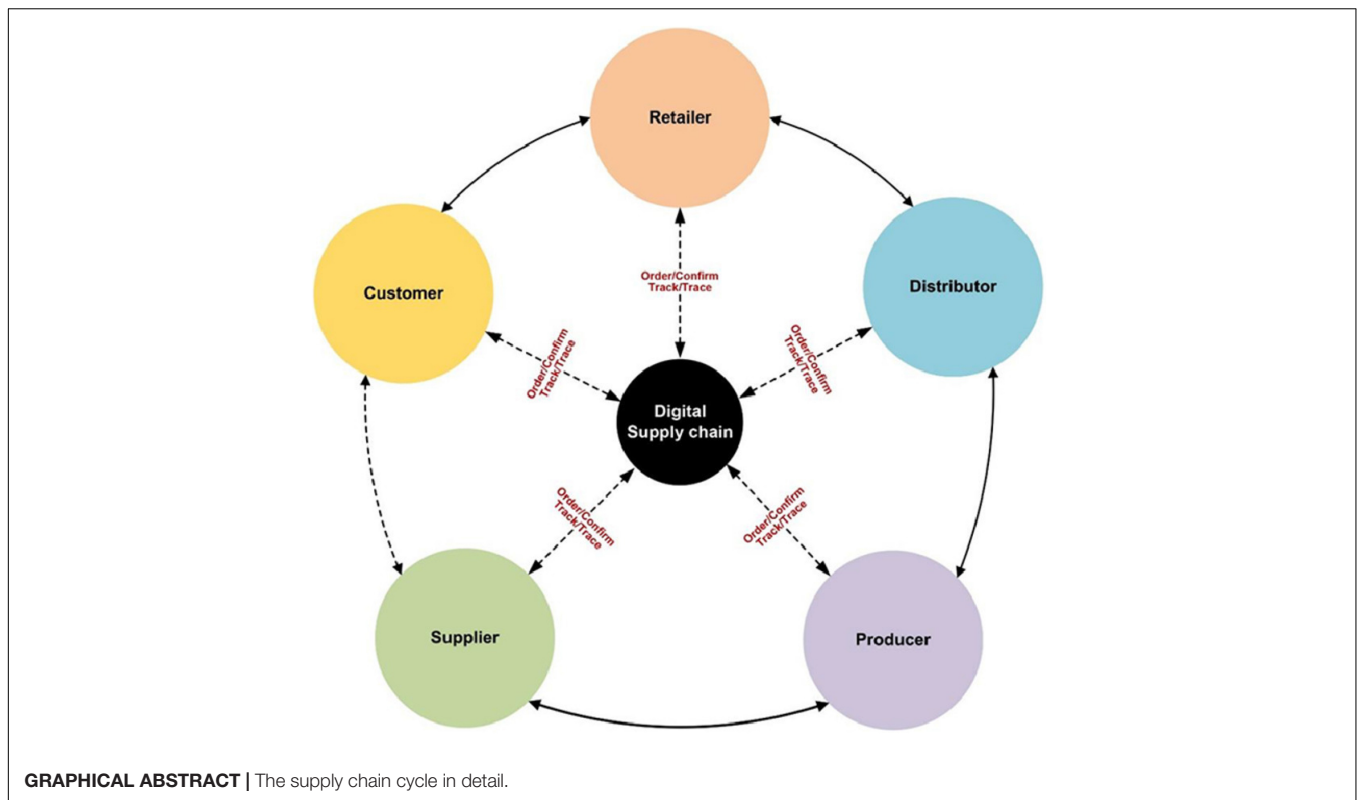 Retailer
Customer
Distributor
Order/Confirm
Track/Trace
Order/Confirm
Track/Trace
Order/Confirm
Track/Trace
Digital
Supply chain
Order/Confirm
Track/Trace
Order/Confirm
Track/Trace
Supplier
Producer
GRAPHICAL ABSTRACT | The supply chain cycle in detail.